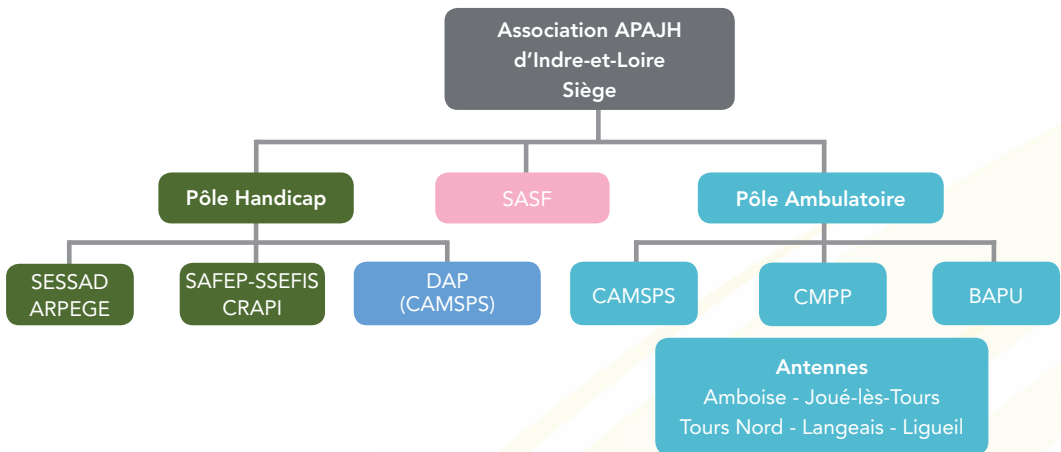 Association APAJH
d'Indre-et-Loire
Siège
Pôle Handicap
SASF
Pôle Ambulatoire
SESSAD
ARPEGE
SAFEP-SSEFIS
CRAPI
DAP
(CAMSPS)
CAMSPS
CMPP
BAPU
Antennes
Amboise - Joué-lès-Tours
Tours Nord - Langeais - Ligueil